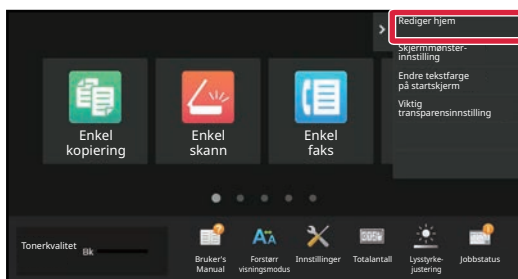 Rediger hjem
Skjermmønster-
innstilling
Endre tekstfarge
på startskjerm
Viktig
transparensinnstilling
Enkel
kopiering
Enkel
skann
Enkel
faks
Tonerkvalitet
Bk
Bruker's
Manual
Forstørr
visningsmodus
Innstillinger
Totalantall
Lysstyrke-
justering
Jobbstatus